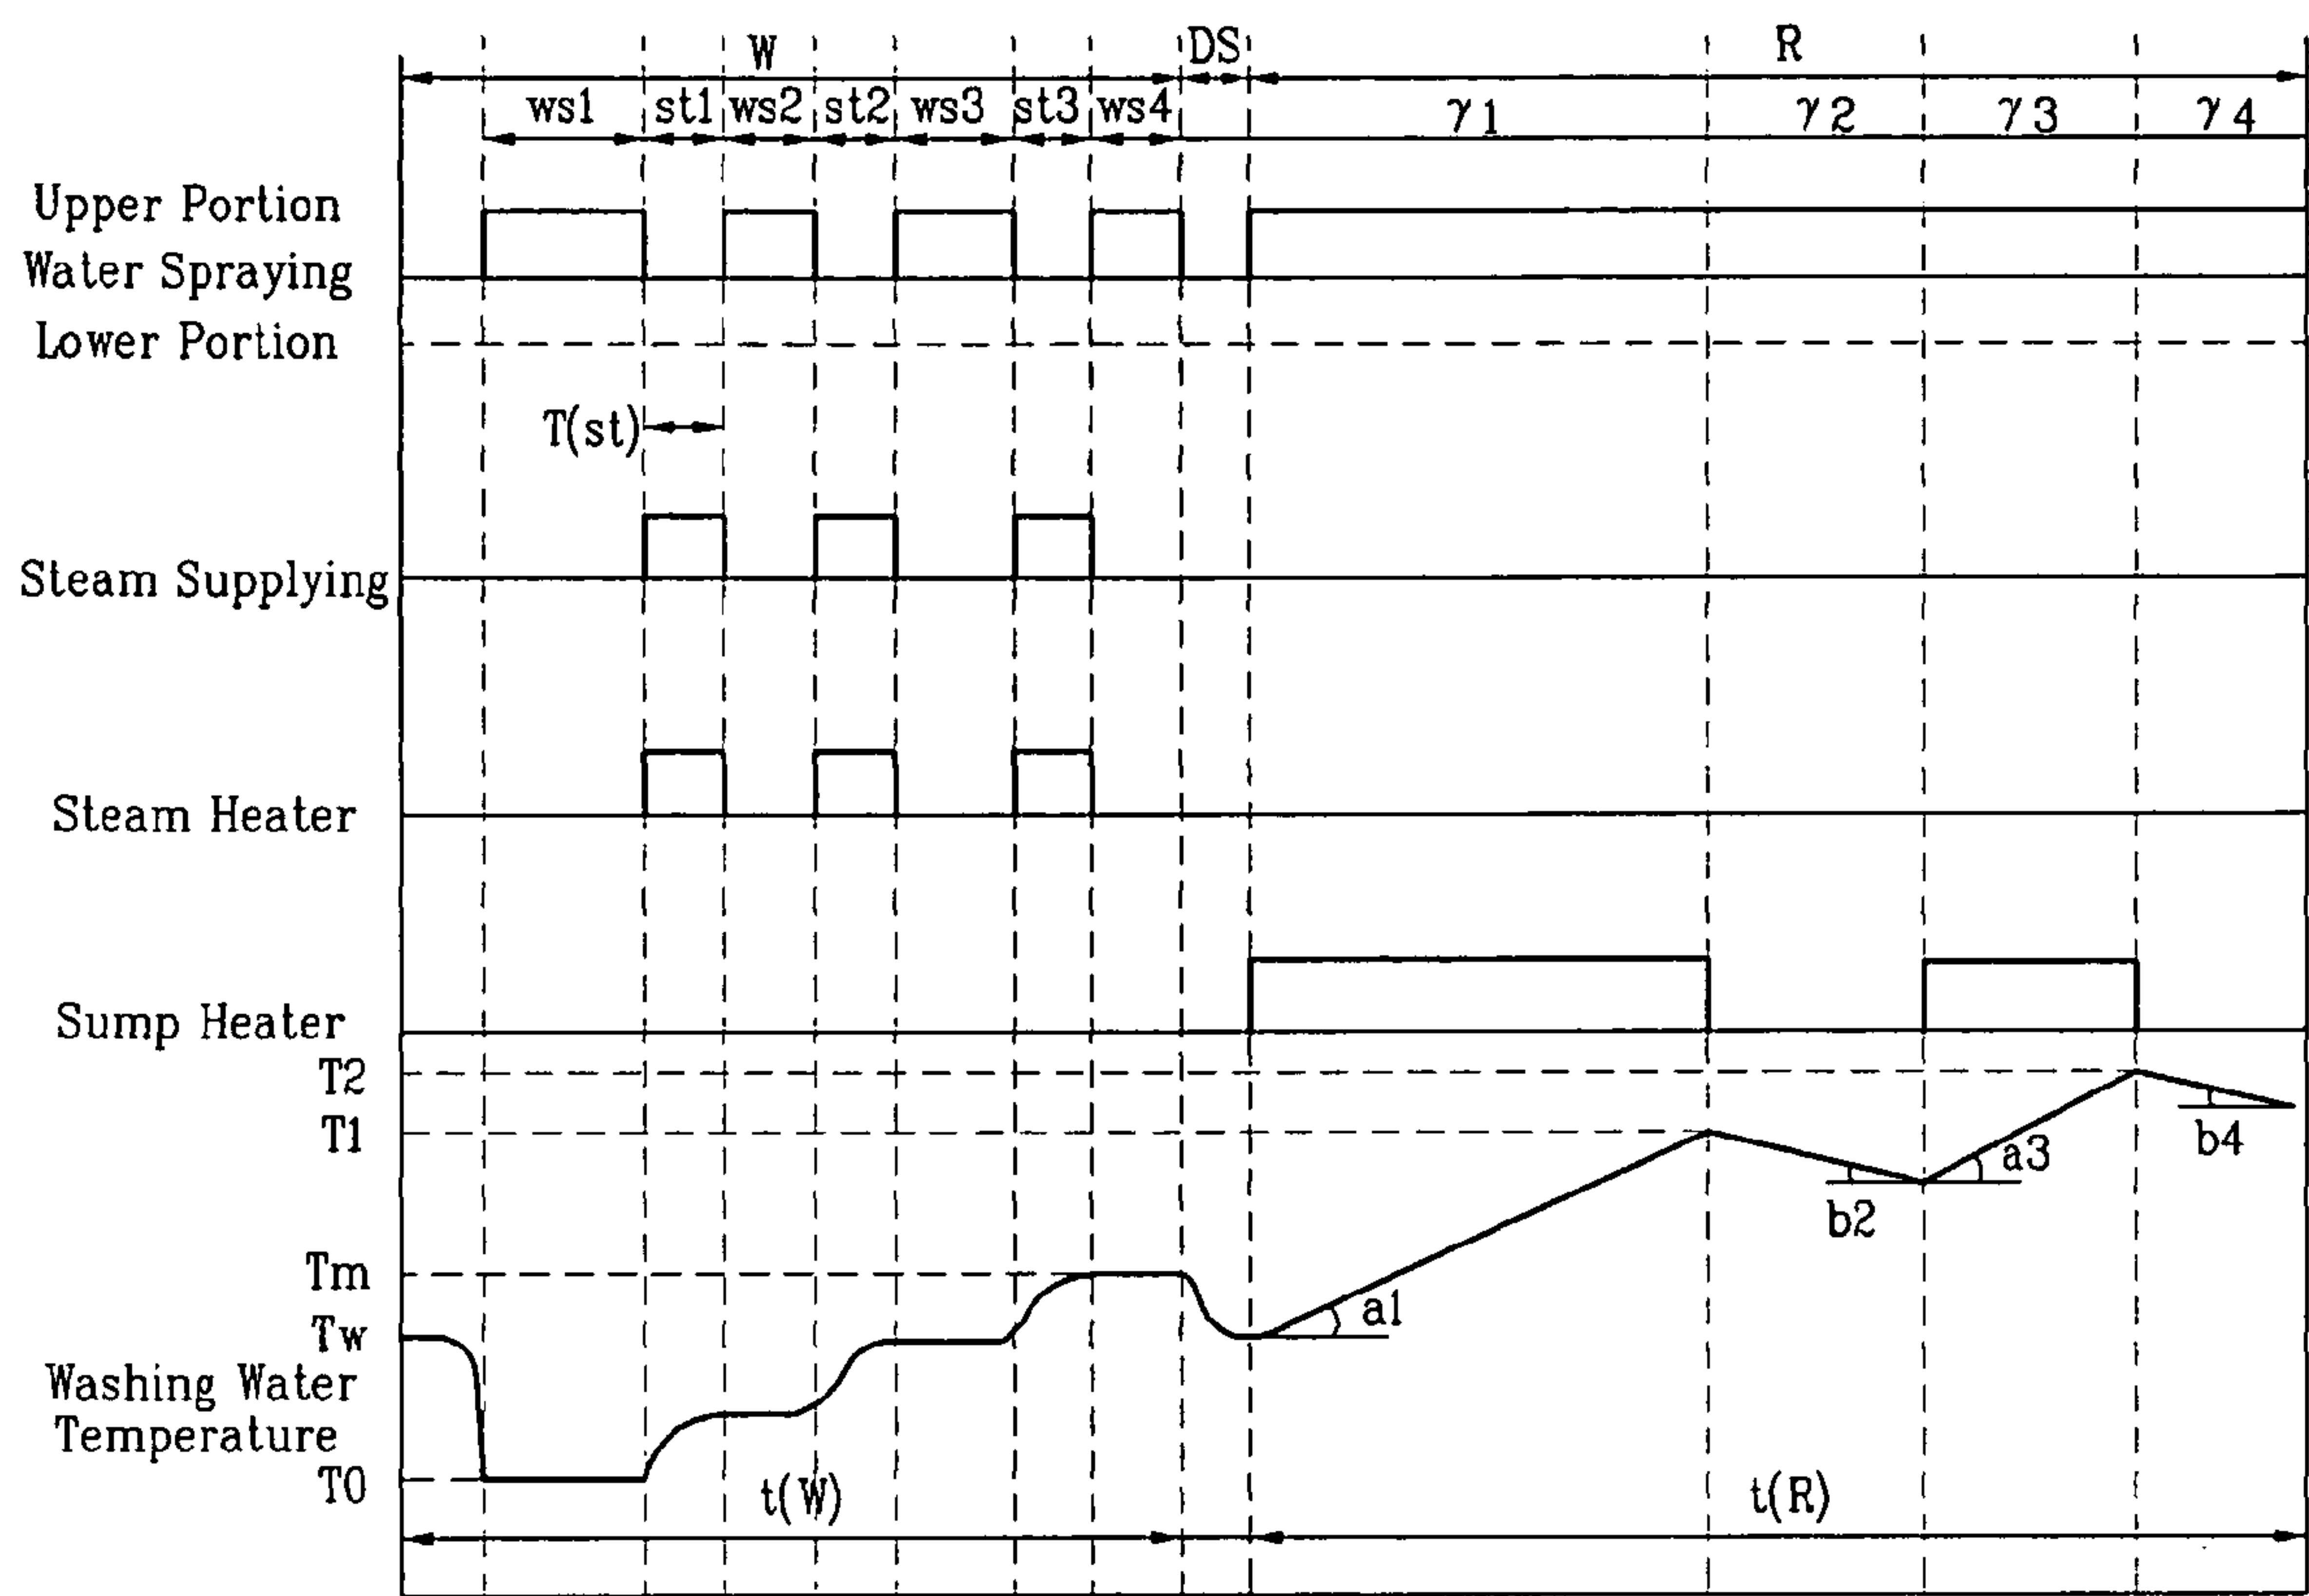 W DS R
ws1 st1 ws2 st2 ws3 st3 ws4 γ1 γ2 γ3 γ4
Upper Portion
Water Spraying
Lower Portion
T(st)
Steam Supplying
Steam Heater
Sump Heater
T2
T1
a3
b4
b2
Tm
a1
Tw
Washing Water
Temperature
T0
t(W) t(R)